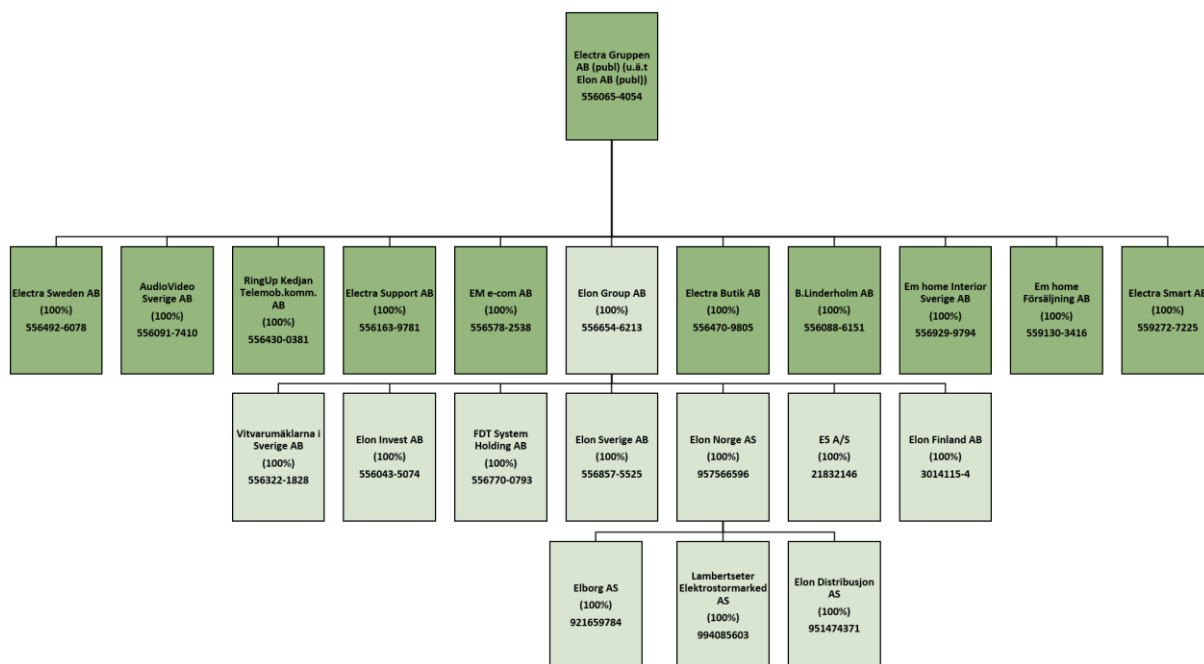 Electra Gruppen
AB (publ) (u.ä.t
Elon AB (publ))
556065-4054
Electra Sweden AB
(100%)
556492-6078
AudioVideo
Sverige AB
(100%)
556091-7410
RingUp Kedjan
Telemob.komm.
AB
(100%)
556430-0381
Electra Support AB
(100%)
556163-9781
EM e-com AB
(100%)
556578-2538
Elon Group AB
(100%)
556654-6213
Electra Butik AB
(100%)
556470-9805
B.Linderholm AB
(100%)
556088-6151
Em home Interior
Sverige AB
(100%)
556929-9794
Em home
Försäljning AB
(100%)
559130-3416
Electra Smart AB
(100%)
559272-7225
Vitvarumäklarna i
Sverige AB
(100%)
556322-1828
Elon Invest AB
(100%)
556043-5074
FDT System
Holding AB
(100%)
556770-0793
Elon Sverige AB
(100%)
556857-5525
Elon Norge AS
(100%)
957566596
E5 A/S
(100%)
21832146
Elon Finland AB
(100%)
3014115-4
Elborg AS
(100%)
921659784
Lambertseter
Elektrostormarked
AS
(100%)
994085603
Elon Distribusjon
AS
(100%)
951474371